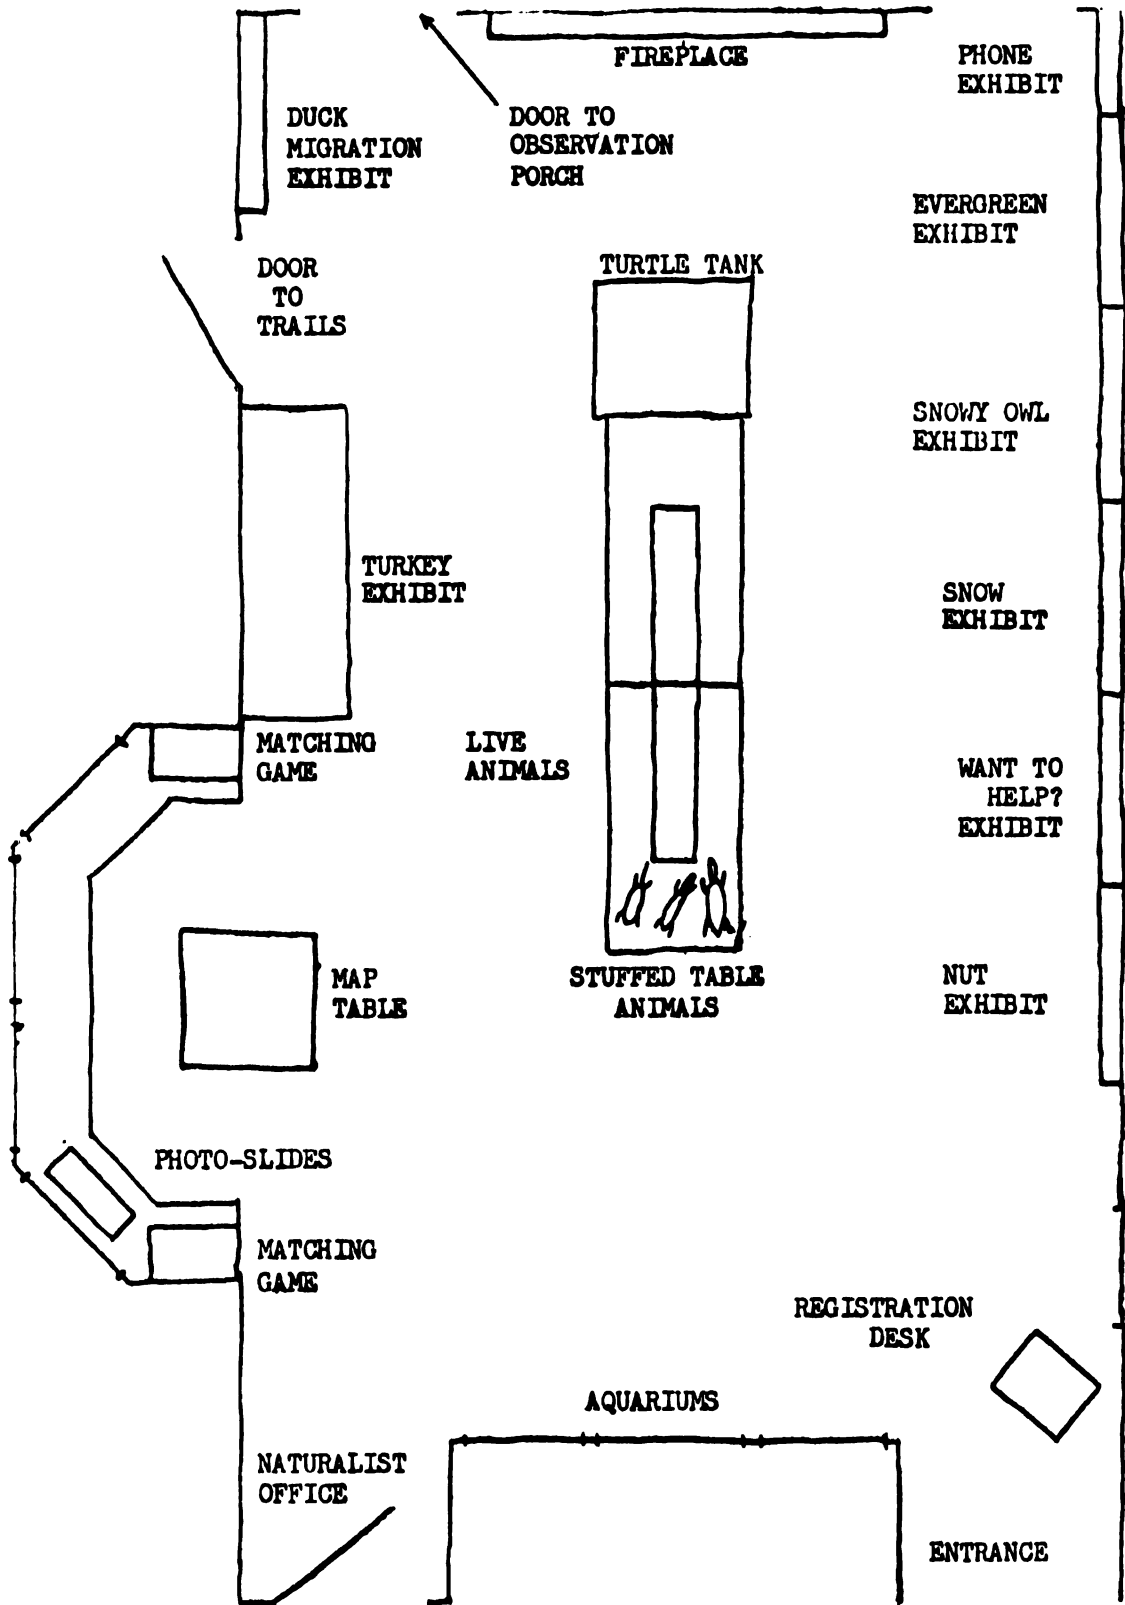 FIREPLACE
PHONE
EXHIBIT
DUCK
MIGRATION
EXHIBIT
DOOR TO
OBSERVATION
PORCH
EVERGREEN
EXHIBIT
DOOR
TO
TRAILS
TURTLE TANK
SNOWY OWL
EXHIBIT
TURKEY
EXHIBIT
SNOW
EXHIBIT
MATCHING
GAME
LIVE
ANIMALS
WANT TO
HELP?
EXHIBIT
MAP
TABLE
STUFFED TABLE
ANIMALS
NUT
EXHIBIT
PHOTO-SLIDES
MATCHING
GAME
REGISTRATION
DESK
AQUARIUMS
NATURALIST
OFFICE
ENTRANCE